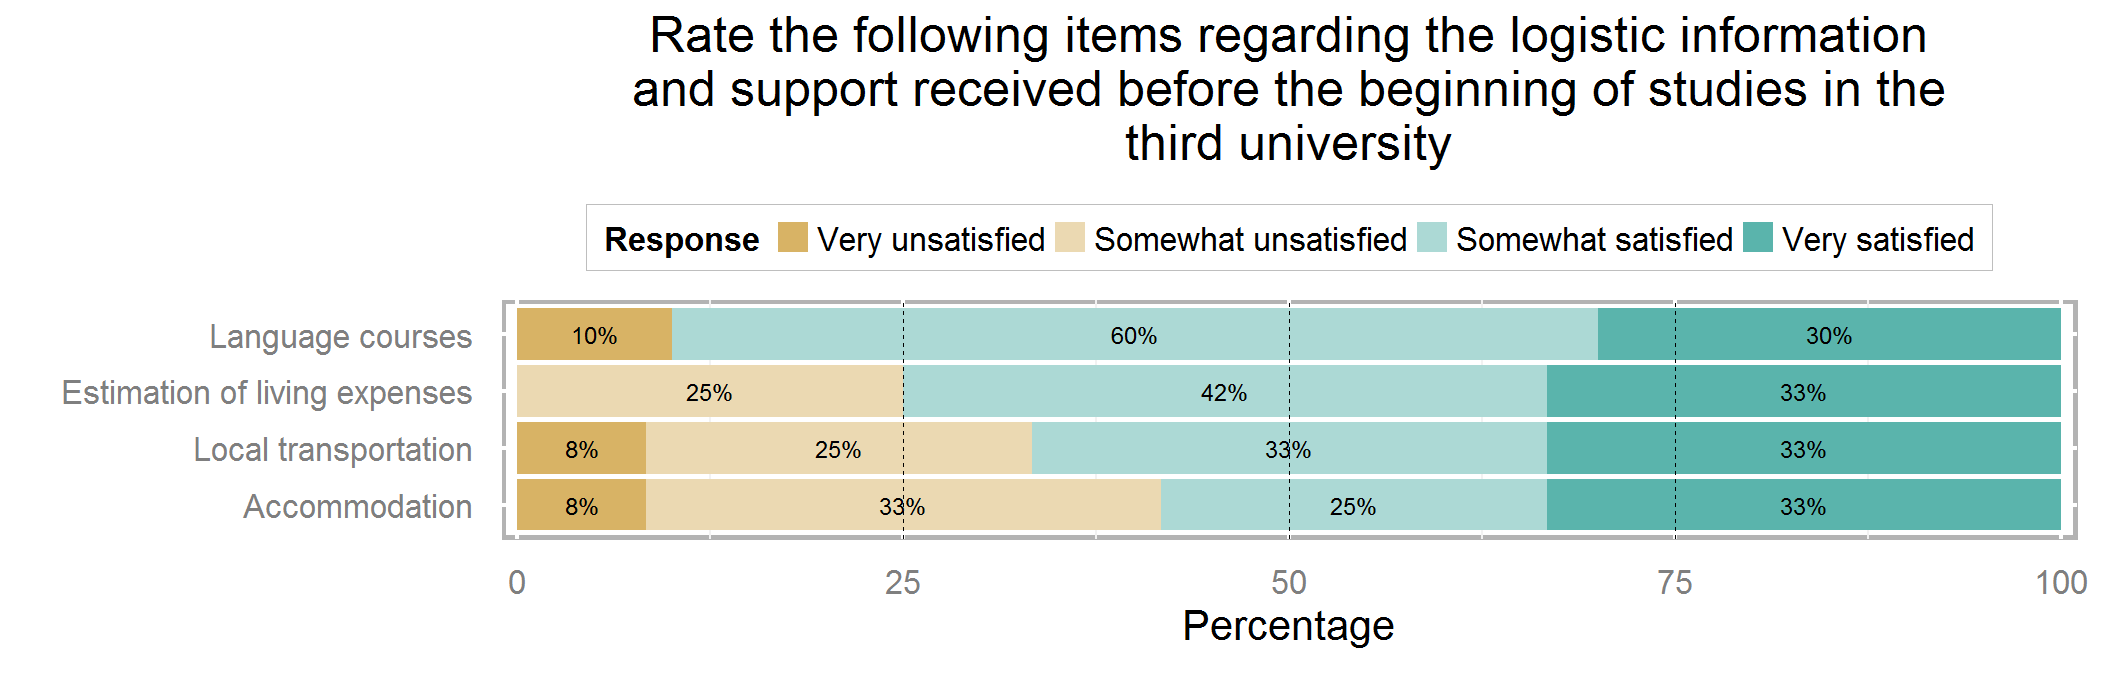 Rate the following items regarding the logistic information
and support received before the beginning of studies in the
third university
Response Very unsatisfied Somewhat unsatisfied Somewhat satisfied Very satisfied
Language courses 10% 60% 30%
Estimation of living expenses 25% 42% 33%
Local transportation 8% 25% 33% 33%
Accommodation 8% 33% 25% 33%
0 25 50 75 100
Percentage